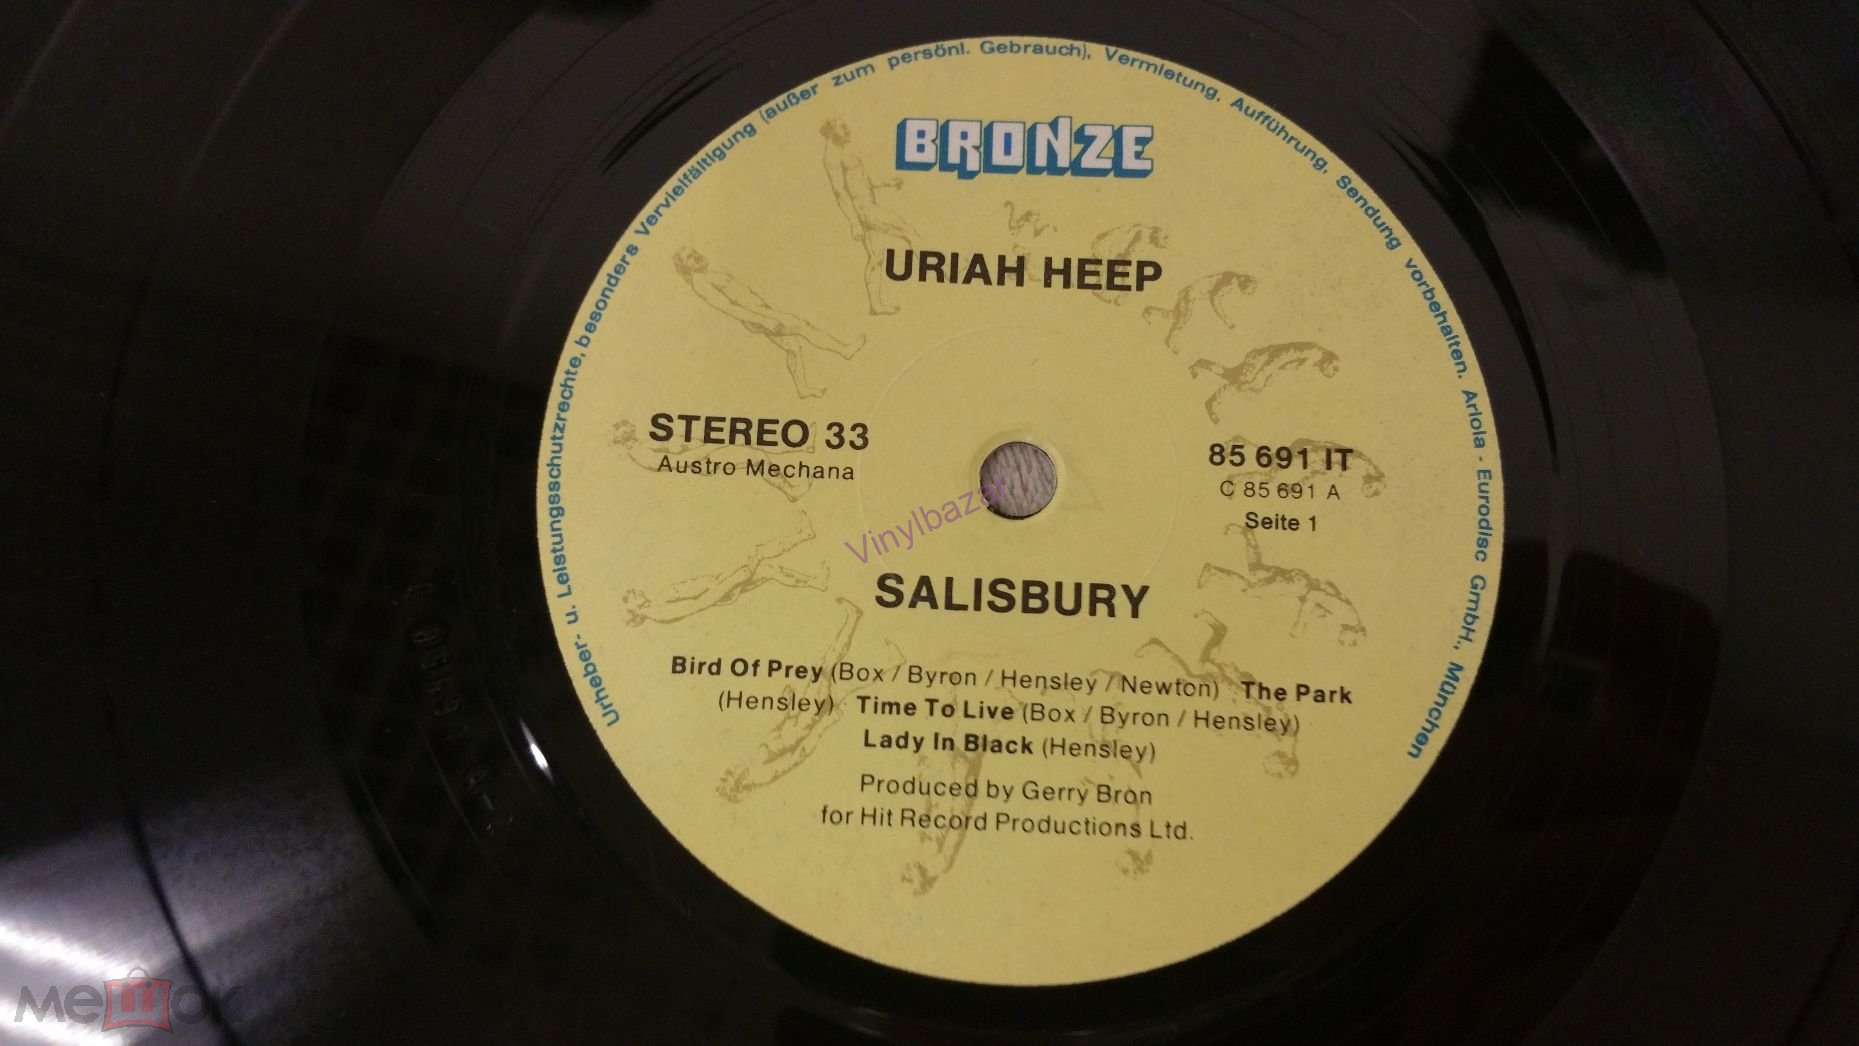 Urheber- u. Leistungsschutzrechte, besonders Vervielfältigung (außer zum persönl. Gebrauch), Vermietung, Aufführung, Sendung vorbehalten. Ariola - Eurodisc GmbH., München
BRONZE
URIAH HEEP
STEREO 33
Austro Mechana
85 691 IT
C 85 691 A
Seite 1
Vinylbazar
SALISBURY
Bird Of Prey (Box / Byron / Hensley / Newton) · The Park
(Hensley) · Time To Live (Box / Byron / Hensley)
Lady In Black (Hensley)
Produced by Gerry Bron
for Hit Record Productions Ltd.
мешок